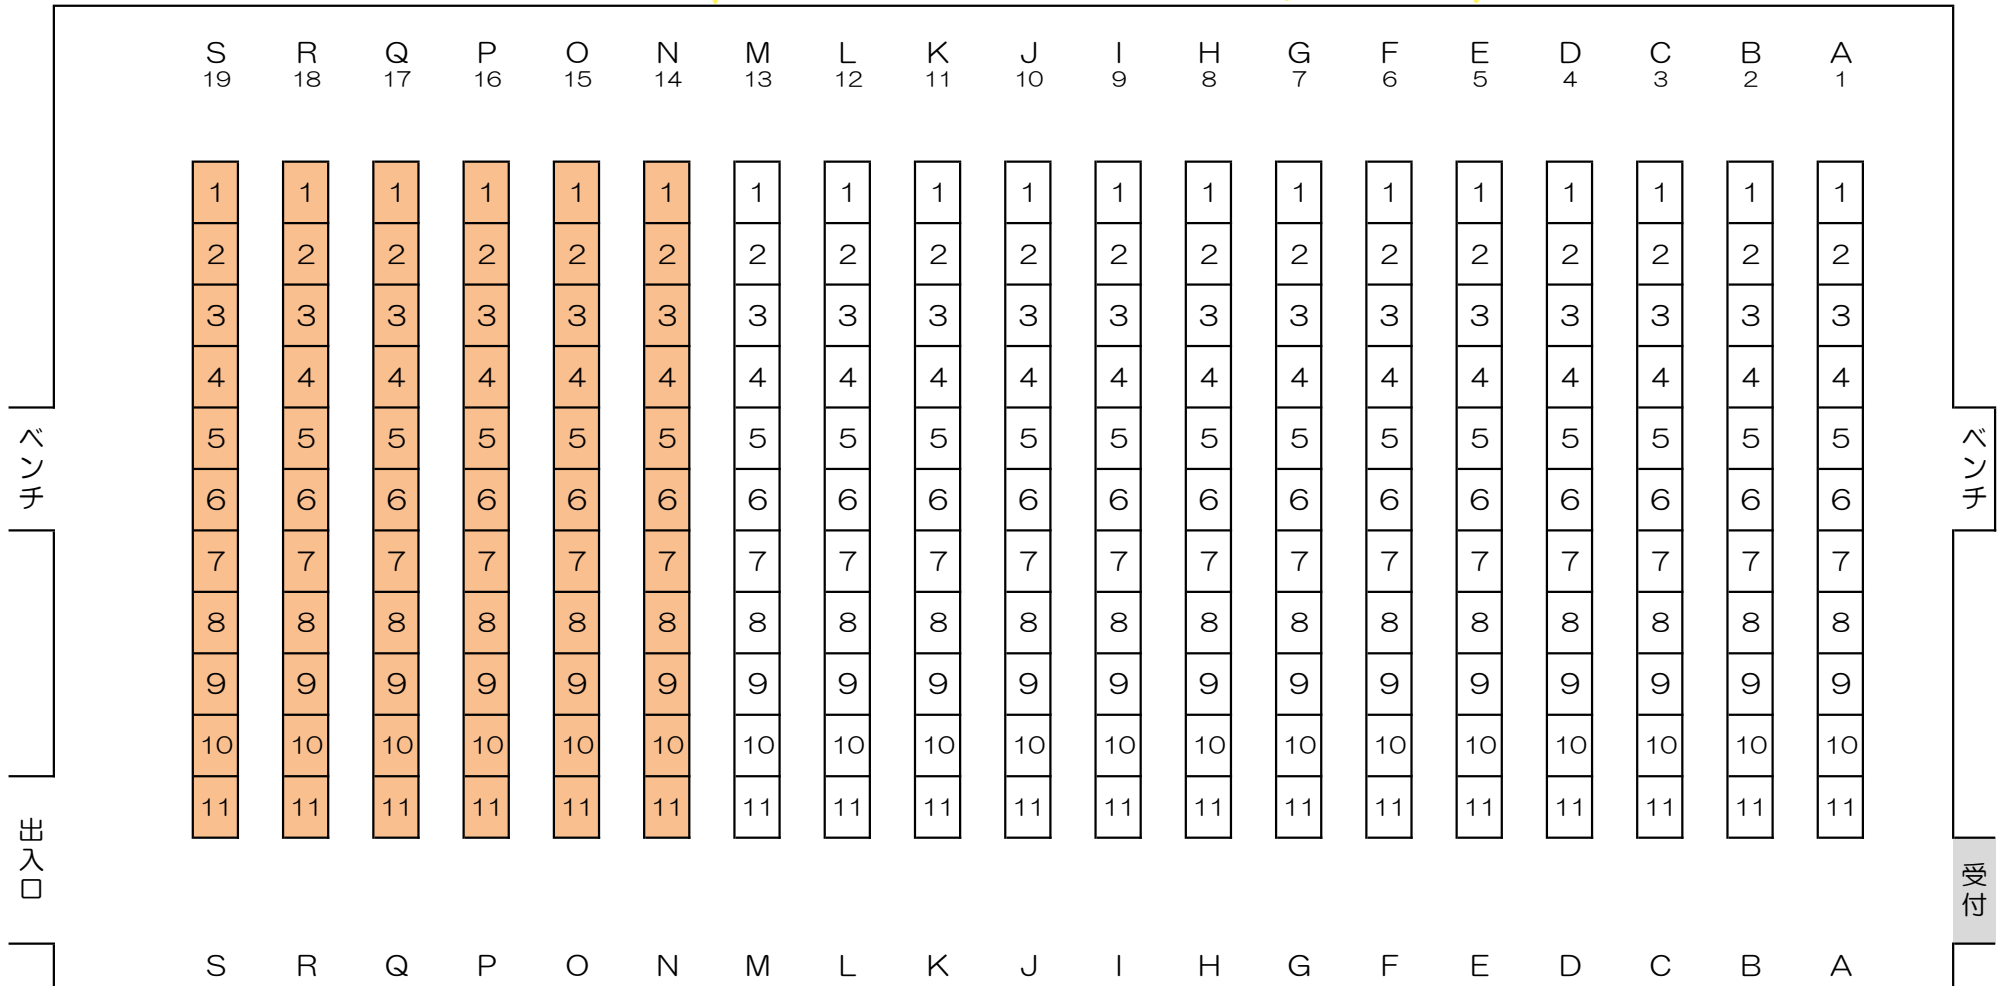 S R Q P O N M L K J I H G F E D C B A
19 18 17 16 15 14 13 12 11 10 9 8 7 6 5 4 3 2 1
1 1 1 1 1 1 1 1 1 1 1 1 1 1 1 1 1 1 1
2 2 2 2 2 2 2 2 2 2 2 2 2 2 2 2 2 2 2
3 3 3 3 3 3 3 3 3 3 3 3 3 3 3 3 3 3 3
4 4 4 4 4 4 4 4 4 4 4 4 4 4 4 4 4 4 4
5 5 5 5 5 5 5 5 5 5 5 5 5 5 5 5 5 5 5
6 6 6 6 6 6 6 6 6 6 6 6 6 6 6 6 6 6 6
7 7 7 7 7 7 7 7 7 7 7 7 7 7 7 7 7 7 7
8 8 8 8 8 8 8 8 8 8 8 8 8 8 8 8 8 8 8
9 9 9 9 9 9 9 9 9 9 9 9 9 9 9 9 9 9 9
10 10 10 10 10 10 10 10 10 10 10 10 10 10 10 10 10 10 10
11 11 11 11 11 11 11 11 11 11 11 11 11 11 11 11 11 11 11
ベンチ
ベンチ
出入口
受付
S R Q P O N M L K J I H G F E D C B A